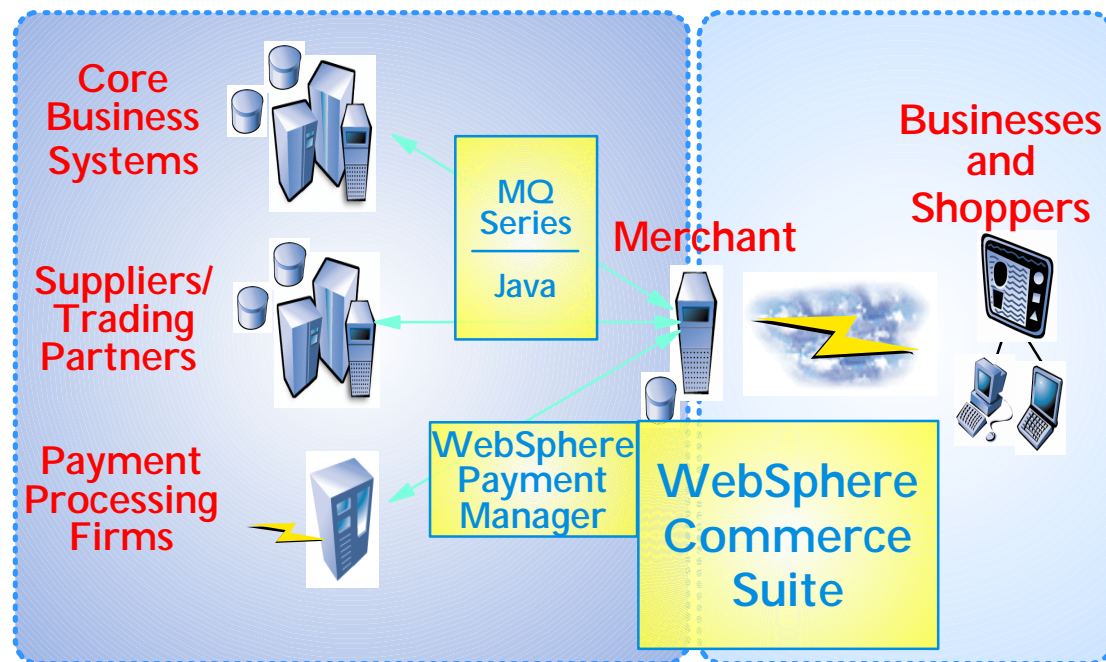 Core
Business
Systems
MQ
Series
Java
Businesses
and
Shoppers
Merchant
Suppliers/
Trading
Partners
WebSphere
Payment
Manager
Payment
Processing
Firms
WebSphere
Commerce
Suite